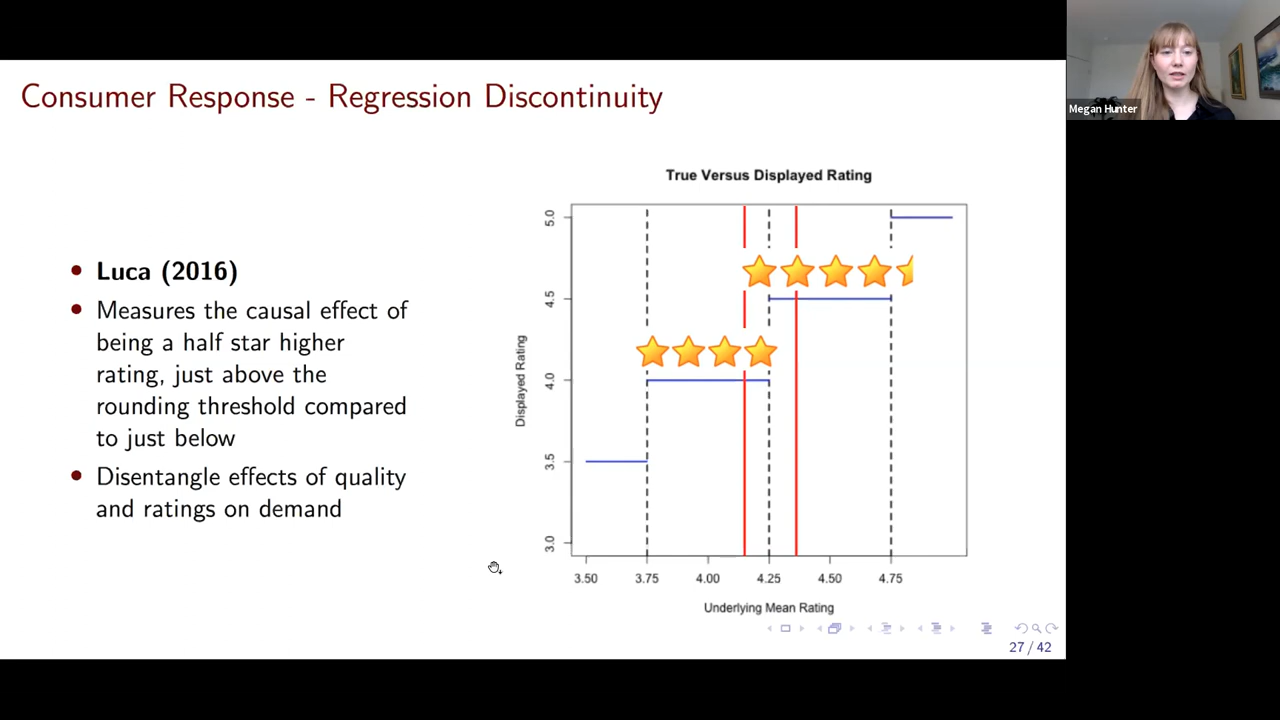 Consumer Response - Regression Discontinuity
Megan Hunter
• Luca (2016)
• Measures the causal effect of
being a half star higher
rating, just above the
rounding threshold compared
to just below
• Disentangle effects of quality
and ratings on demand
True Versus Displayed Rating
Displayed Rating
5.0
4.5
4.0
3.5
3.0
3.50 3.75 4.00 4.25 4.50 4.75
Underlying Mean Rating
27 / 42